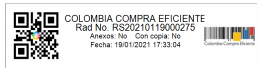 COLOMBIA COMPRA EFICIENTE
Rad No. RS20210119000275
Anexos: No Con copia: No
Fecha: 19/01/2021 17:33:04
Colombia Compra Eficiente